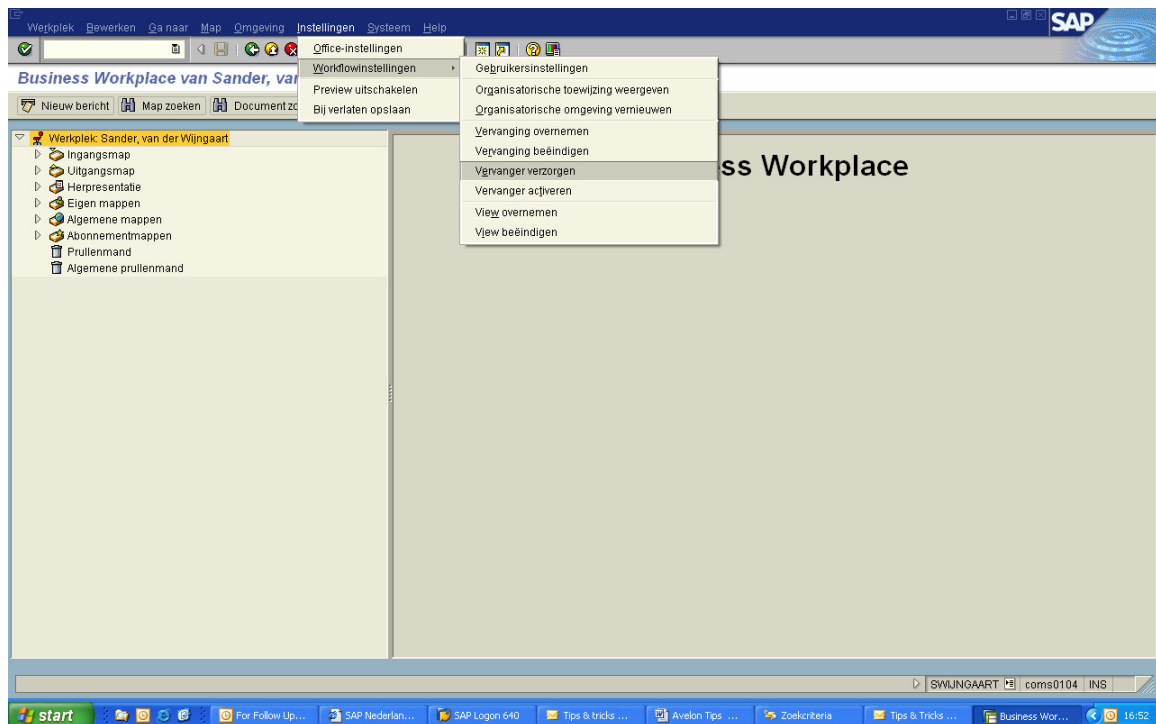 Werkplek Bewerken Ga naar Map Omgeving Instellingen Systeem Help
SAP
Office-instellingen
Workflowinstellingen
Preview uitschakelen
Bij verlaten opslaan
Gebruikersinstellingen
Organisatorische toewijzing weergeven
Organisatorische omgeving vernieuwen
Vervanging overnemen
Vervanging beëindigen
Vervanger verzorgen
Vervanger activeren
View overnemen
View beëindigen
Business Workplace van Sander, va
Nieuw bericht Map zoeken Document zo
Werkplek: Sander, van der Wijngaart
Ingangsmap
Uitgangsmap
Herpresentatie
Eigen mappen
Algemene mappen
Abonnementmappen
Prullenmand
Algemene prullenmand
ss Workplace
SWIJNGAART coms0104 INS
start For Follow Up... SAP Nederlan... SAP Logon 640 Tips & tricks ... Avelon Tips ... Zoekcriteria Tips & Tricks ... Business Wor... 16:52